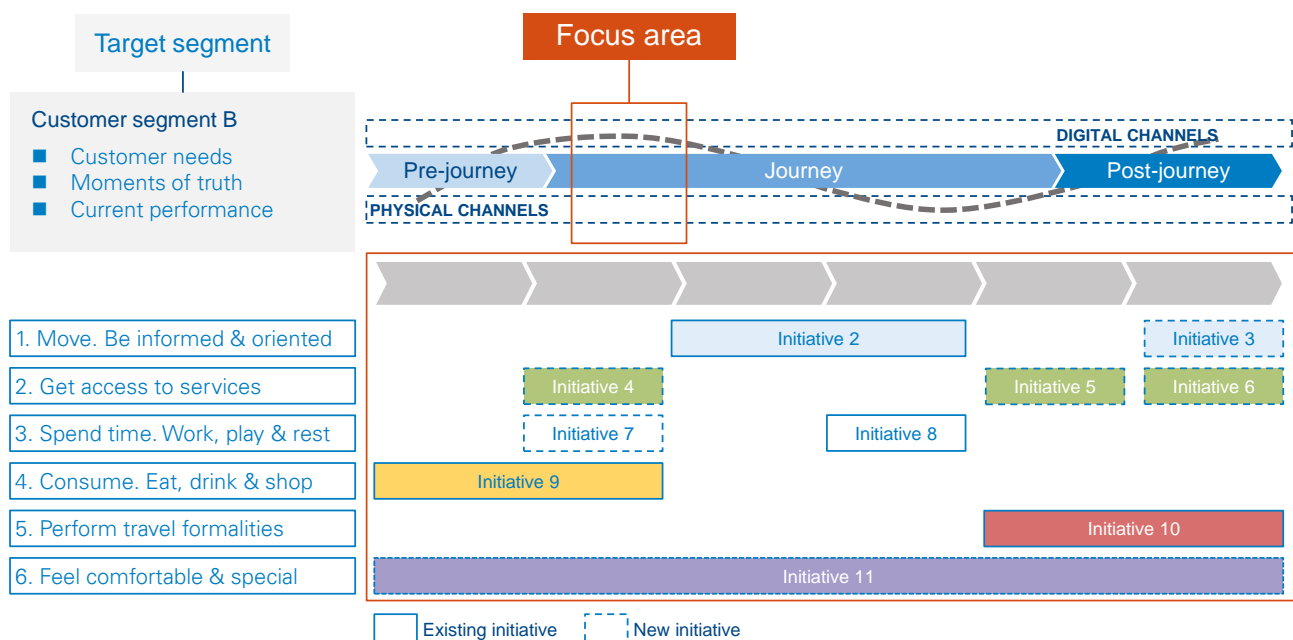 Target segment
Focus area
Customer segment B
Customer needs
Moments of truth
Current performance
DIGITAL CHANNELS
Pre-journey
Journey
Post-journey
PHYSICAL CHANNELS
1. Move. Be informed & oriented
Initiative 2
Initiative 3
2. Get access to services
Initiative 4
Initiative 5
Initiative 6
3. Spend time. Work, play & rest
Initiative 7
Initiative 8
4. Consume. Eat, drink & shop
Initiative 9
5. Perform travel formalities
Initiative 10
6. Feel comfortable & special
Initiative 11
Existing initiative
New initiative